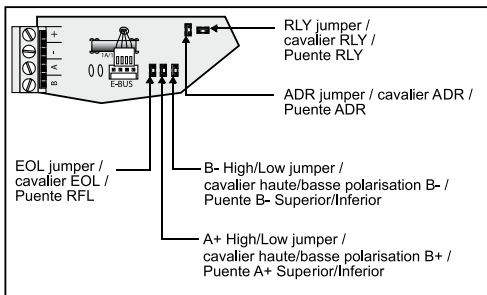 RLY jumper /
cavalier RLY /
Puente RLY
+
-
A
B
1A/
E-BUS
ADR jumper / cavalier ADR /
Puente ADR
EOL jumper /
cavalier EOL /
Puente RFL
B- High/Low jumper /
cavalier haute/basse polarisation B- /
Puente B- Superior/Inferior
A+ High/Low jumper /
cavalier haute/basse polarisation B+ /
Puente A+ Superior/Inferior